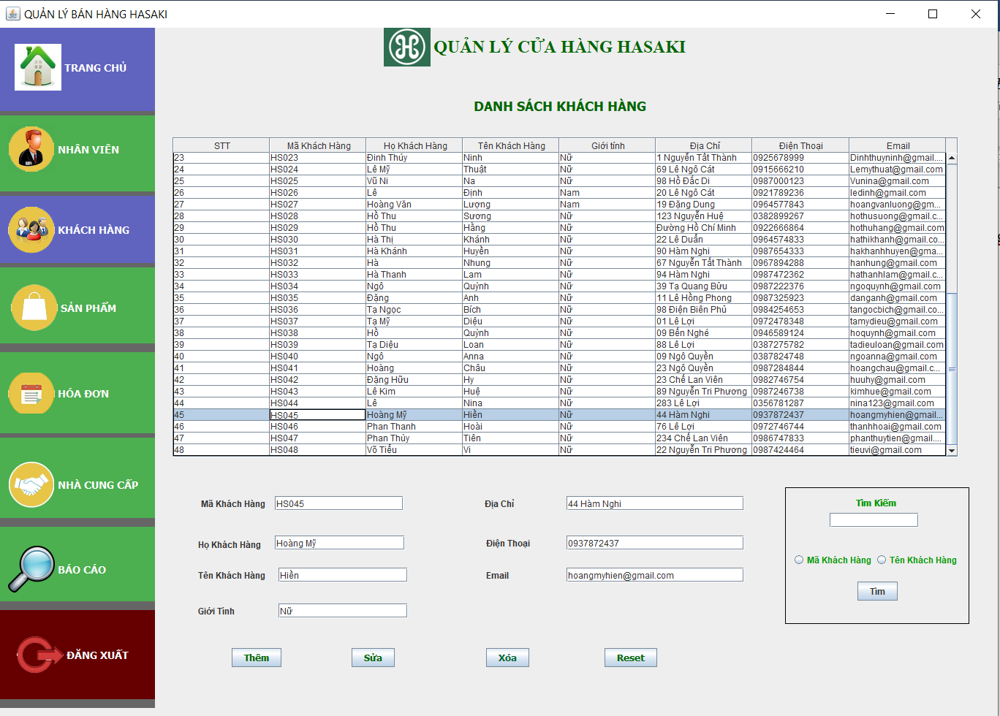 QUẢN LÝ BÁN HÀNG HASAKI
TRANG CHỦ
NHÂN VIÊN
KHÁCH HÀNG
SẢN PHẨM
HÓA ĐƠN
NHÀ CUNG CẤP
BÁO CÁO
ĐĂNG XUẤT
QUẢN LÝ CỬA HÀNG HASAKI
DANH SÁCH KHÁCH HÀNG
STT Mã Khách Hàng Họ Khách Hàng Tên Khách Hàng Giới tính Địa Chỉ Điện Thoại Email
23 HS023 Đinh Thúy Ninh Nữ 1 Nguyễn Tất Thành 0925678999 Dinhthuyninh@gmail....
24 HS024 Lê Mỹ Thuật Nữ 69 Lê Ngô Cát 0915666210 Lemythuat@gmail.com
25 HS025 Vũ Ni Na Nữ 98 Hồ Đắc Di 0987000123 Vunina@gmail.com
26 HS026 Lê Định Nam 20 Lê Ngô Cát 0921789236 ledinh@gmail.com
27 HS027 Hoàng Văn Lượng Nam 19 Đặng Dung 0964577843 hoangvanluong@gm...
28 HS028 Hồ Thu Sương Nữ 123 Nguyễn Huệ 0382899267 hothusuong@gmail.c...
29 HS029 Hồ Thu Hằng Nữ Đường Hồ Chí Minh 0922666864 hothuhang@gmail.com
30 HS030 Hà Thị Khánh Nữ 22 Lê Duẩn 0964574833 hathikhanh@gmail.co...
31 HS031 Hà Khánh Huyền Nữ 90 Hàm Nghi 0987654333 hakhanhhuyen@gma...
32 HS032 Hà Nhung Nữ 67 Nguyễn Tất Thành 0967894288 hanhung@gmail.com
33 HS033 Hà Thanh Lam Nữ 94 Hàm Nghi 0987472362 hathanhlam@gmail.c...
34 HS034 Ngô Quỳnh Nữ 39 Tạ Quang Bửu 0987222376 ngoquynh@gmail.com
35 HS035 Đặng Anh Nữ 11 Lê Hồng Phong 0987325923 danganh@gmail.com
36 HS036 Tạ Ngọc Bích Nữ 98 Điện Biên Phủ 0984254653 tangocbich@gmail.co...
37 HS037 Tạ Mỹ Diệu Nữ 01 Lê Lợi 0972478348 tamydieu@gmail.com
38 HS038 Hồ Quỳnh Nữ 09 Bến Nghé 0946589124 hoquynh@gmail.com
39 HS039 Tạ Diệu Loan Nữ 88 Lê Lợi 0387275782 tadieuloan@gmail.com
40 HS040 Ngô Anna Nữ 09 Ngô Quyền 0387824748 ngoanna@gmail.com
41 HS041 Hoàng Châu Nữ 23 Ngô Quyền 0987284844 hoangchau@gmail.c...
42 HS042 Đặng Hữu Hy Nữ 23 Chế Lan Viên 0982746754 huuhy@gmail.com
43 HS043 Lê Kim Huệ Nữ 89 Nguyễn Tri Phương 0987246738 kimhue@gmail.com
44 HS044 Lê Nina Nữ 283 Lê Lợi 0356781287 nina123@gmail.com
45 HS045 Hoàng Mỹ Hiền Nữ 44 Hàm Nghi 0937872437 hoangmyhien@gmail...
46 HS046 Phan Thanh Hoài Nữ 76 Lê Lợi 0972746744 thanhhoai@gmail.com
47 HS047 Phan Thủy Tiên Nữ 234 Chế Lan Viên 0986747833 phanthuytien@gmail....
48 HS048 Võ Tiểu Vi Nữ 22 Nguyễn Tri Phương 0987424464 tieuvi@gmail.com
Mã Khách Hàng HS045
Địa Chỉ 44 Hàm Nghi
Họ Khách Hàng Hoàng Mỹ
Điện Thoại 0937872437
Tên Khách Hàng Hiền
Email hoangmyhien@gmail.com
Giới Tính Nữ
Tìm Kiếm
Mã Khách Hàng Tên Khách Hàng
Tìm
Thêm Sửa Xóa Reset